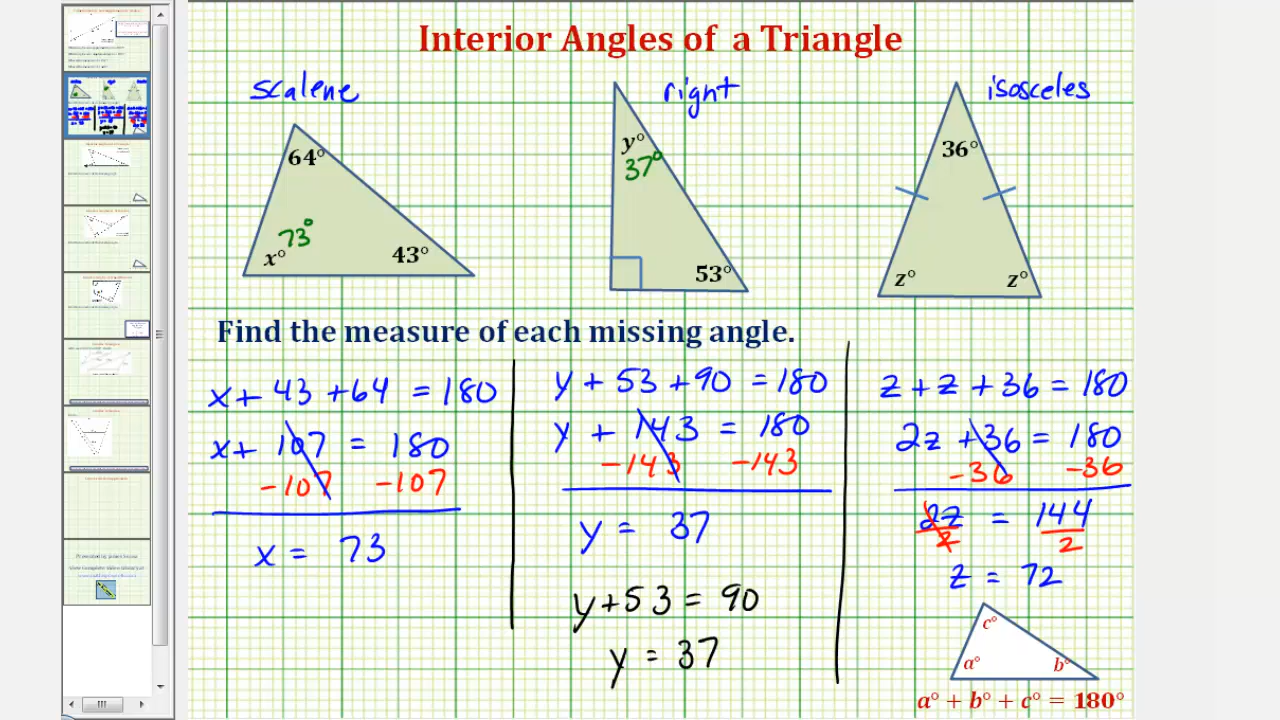 Interior Angles of a Triangle
scalene
right
isosceles
64°
73°
x°
43°
y°
37°
53°
36°
z°
z°
Find the measure of each missing angle.
x + 43 + 64 = 180
x + 107 = 180
-107 -107
x = 73
y + 53 + 90 = 180
y + 143 = 180
-143 -143
y = 37
y + 53 = 90
y = 37
z + z + 36 = 180
2z + 36 = 180
-36 -36
2z = 144
2 2
z = 72
c°
a°
b°
a° + b° + c° = 180°